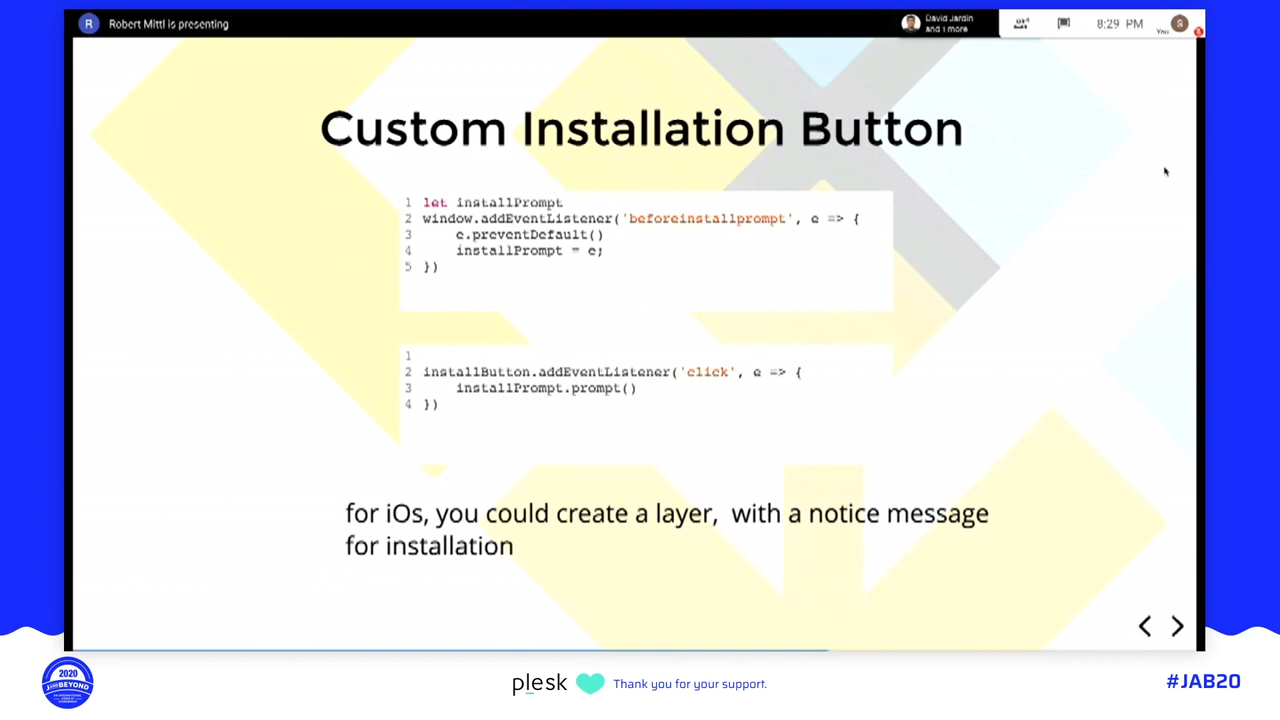 R Robert Mittl is presenting
David Jardin
and 1 more
8:29 PM
You
S
Custom Installation Button
1 let installPrompt
2 window.addEventListener('beforeinstallprompt', e => {
3 e.preventDefault()
4 installPrompt = e;
5 })
1
2 installButton.addEventListener('click', e => {
3 installPrompt.prompt()
4 })
for iOs, you could create a layer, with a notice message
for installation
2020
JANDBEYOND
plesk Thank you for your support.
#JAB20